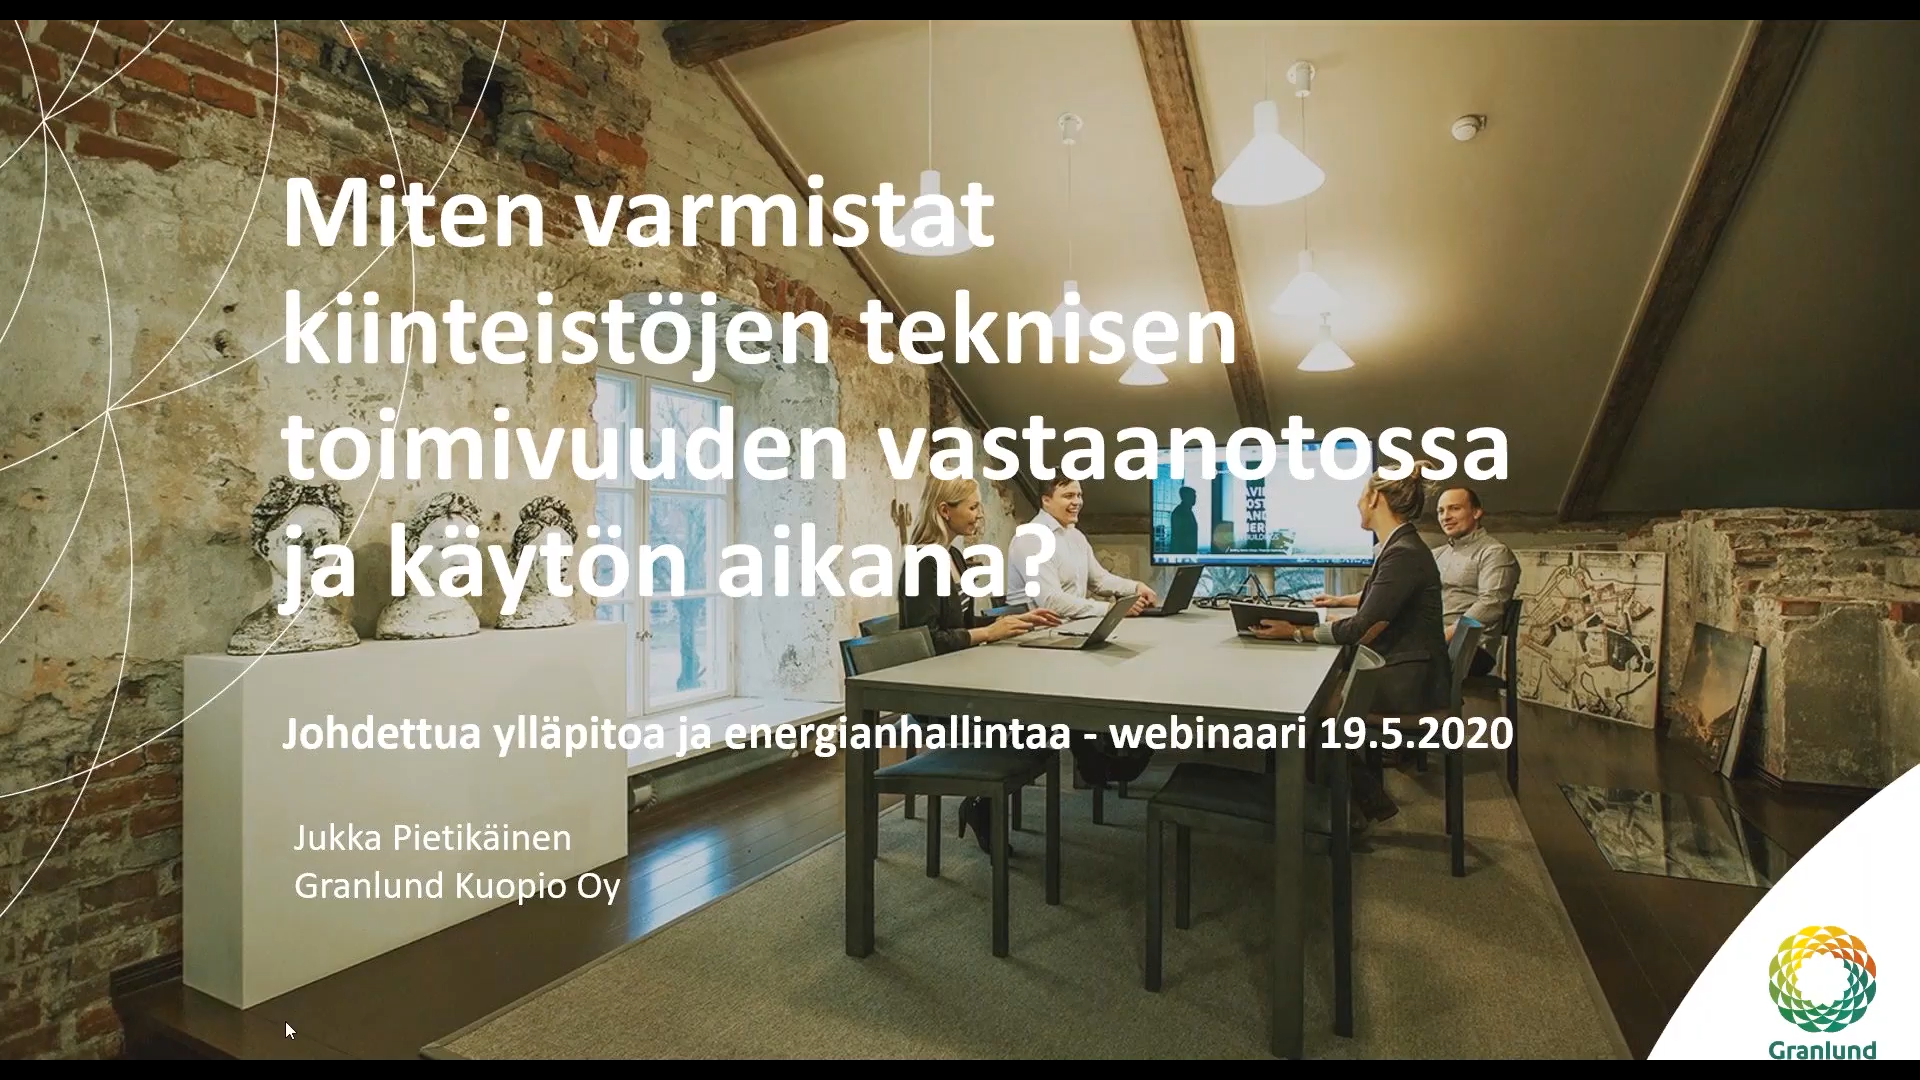 Miten varmistat
kiinteistöjen teknisen
toimivuuden vastaanotossa
ja käytön aikana?
Johdettua ylläpitoa ja energianhallintaa - webinaari 19.5.2020
Jukka Pietikäinen
Granlund Kuopio Oy
Granlund